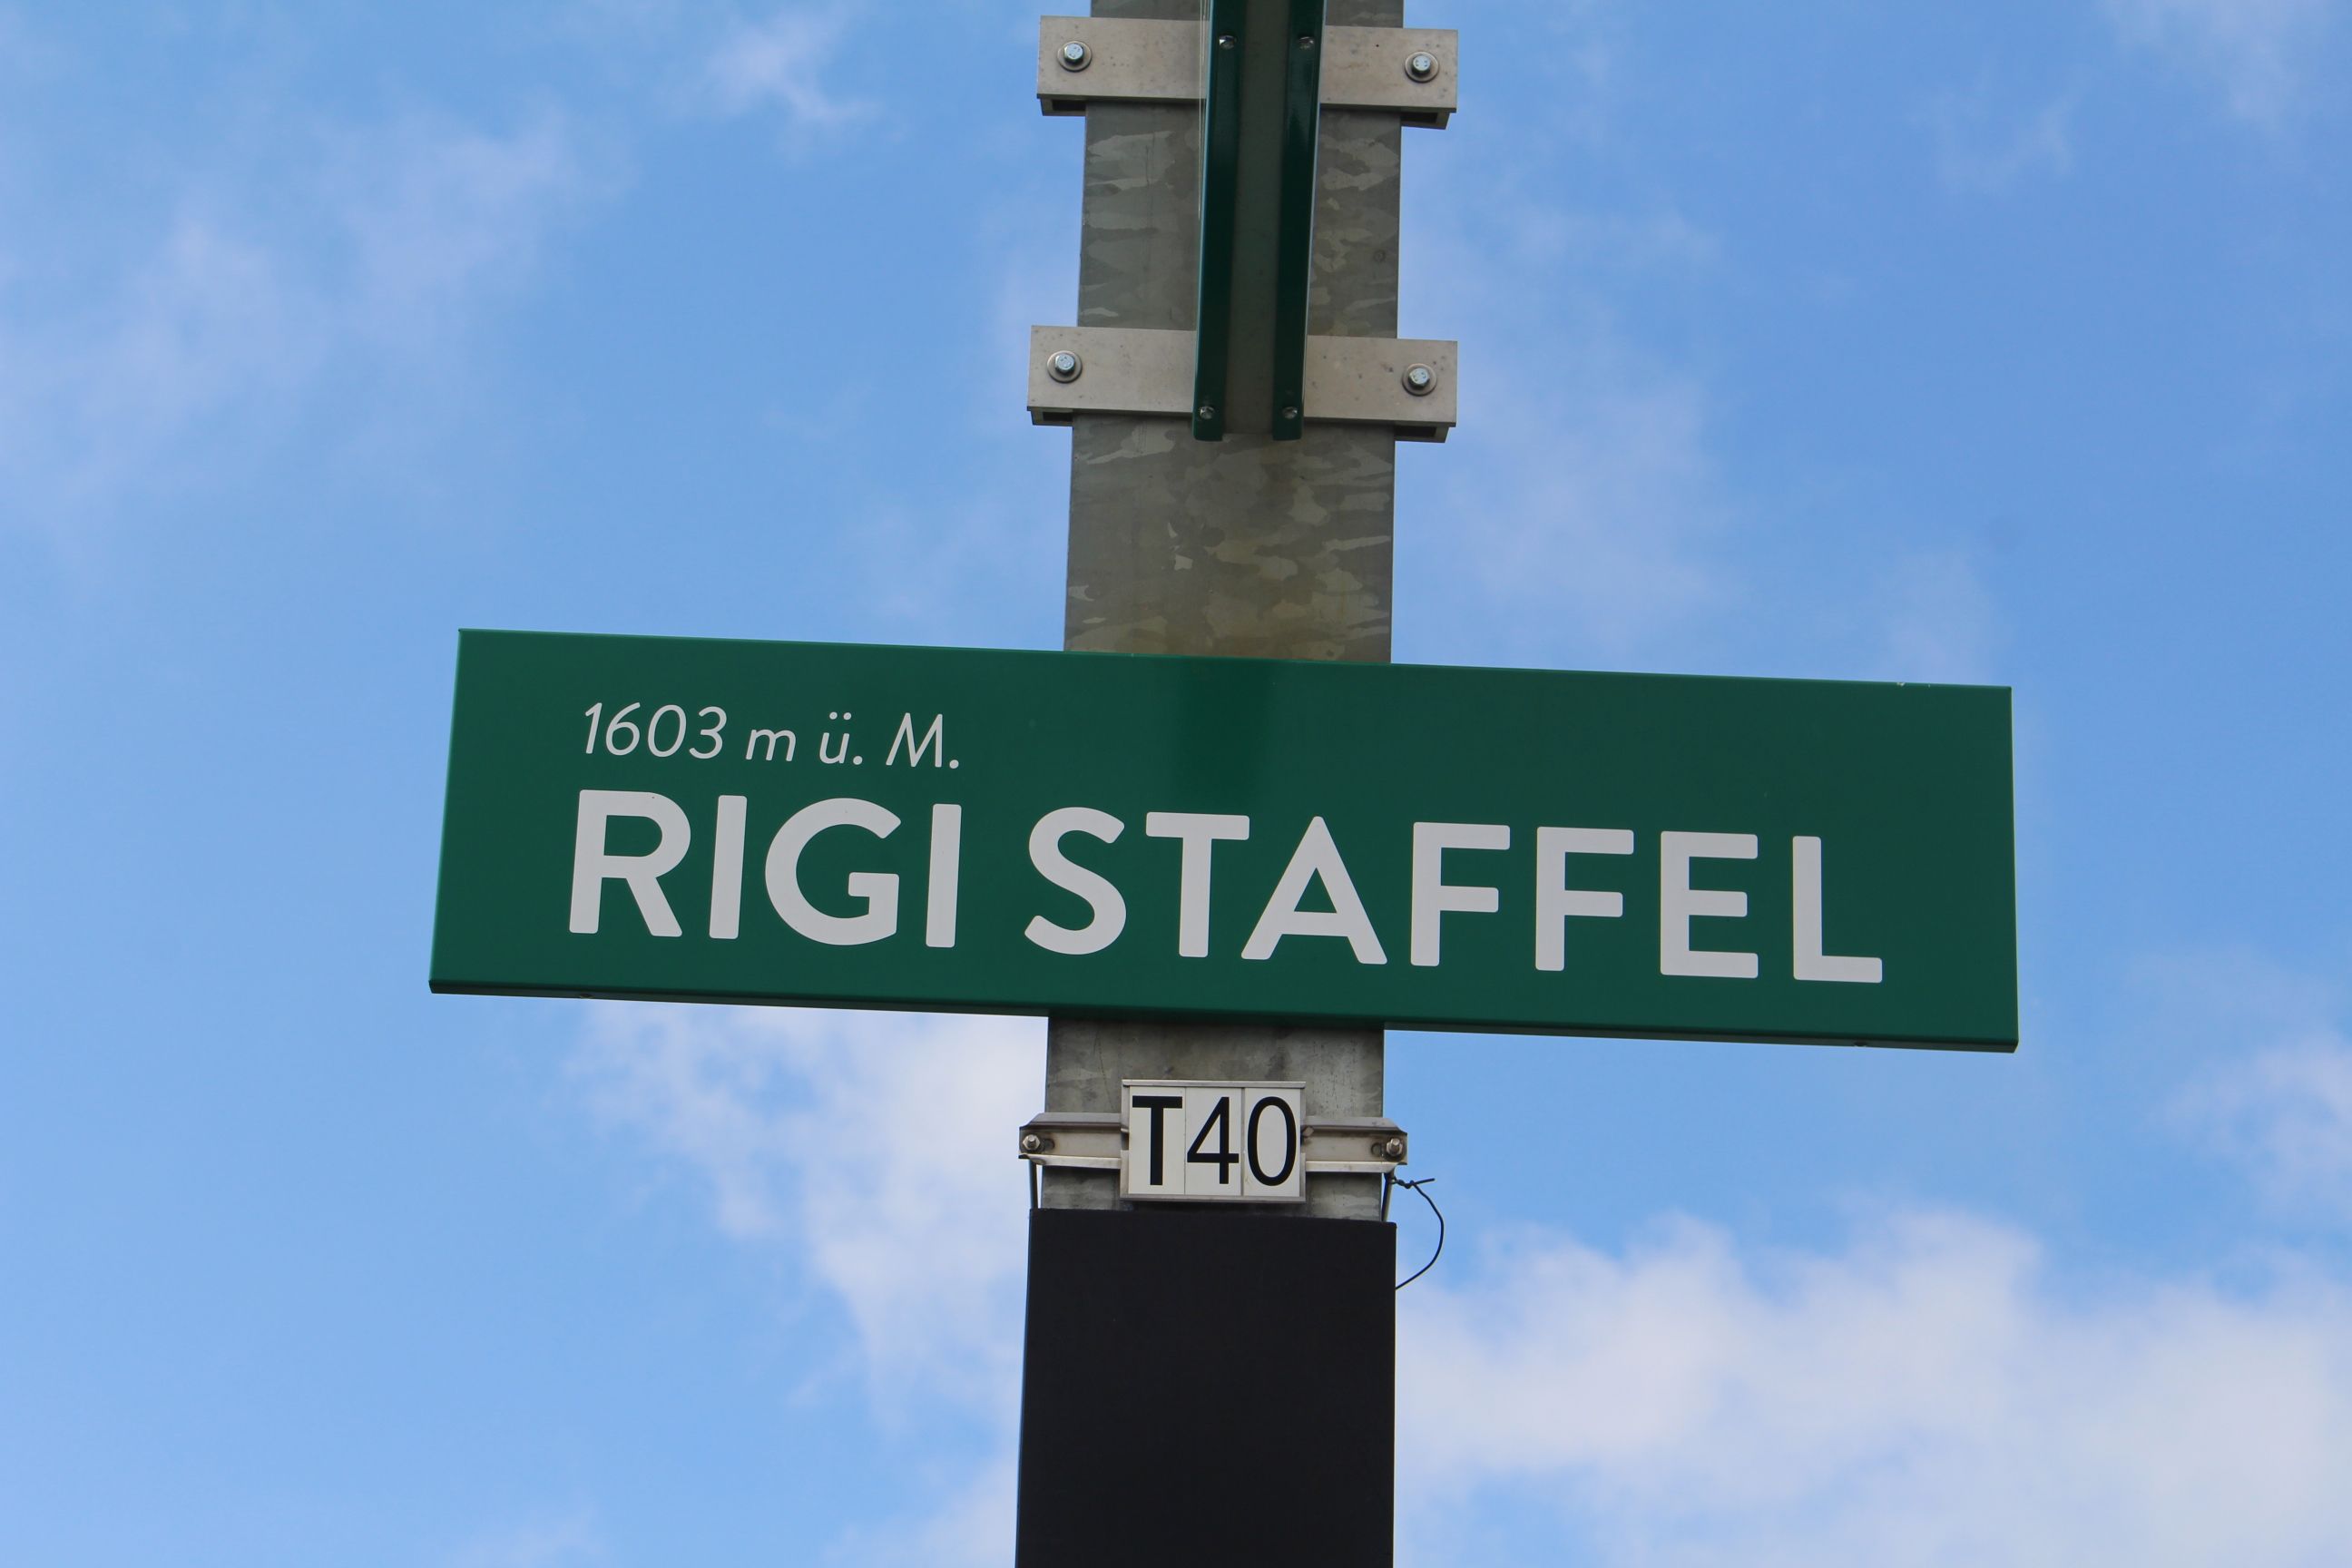 1603 m ü. M.
RIGI STAFFEL
T40